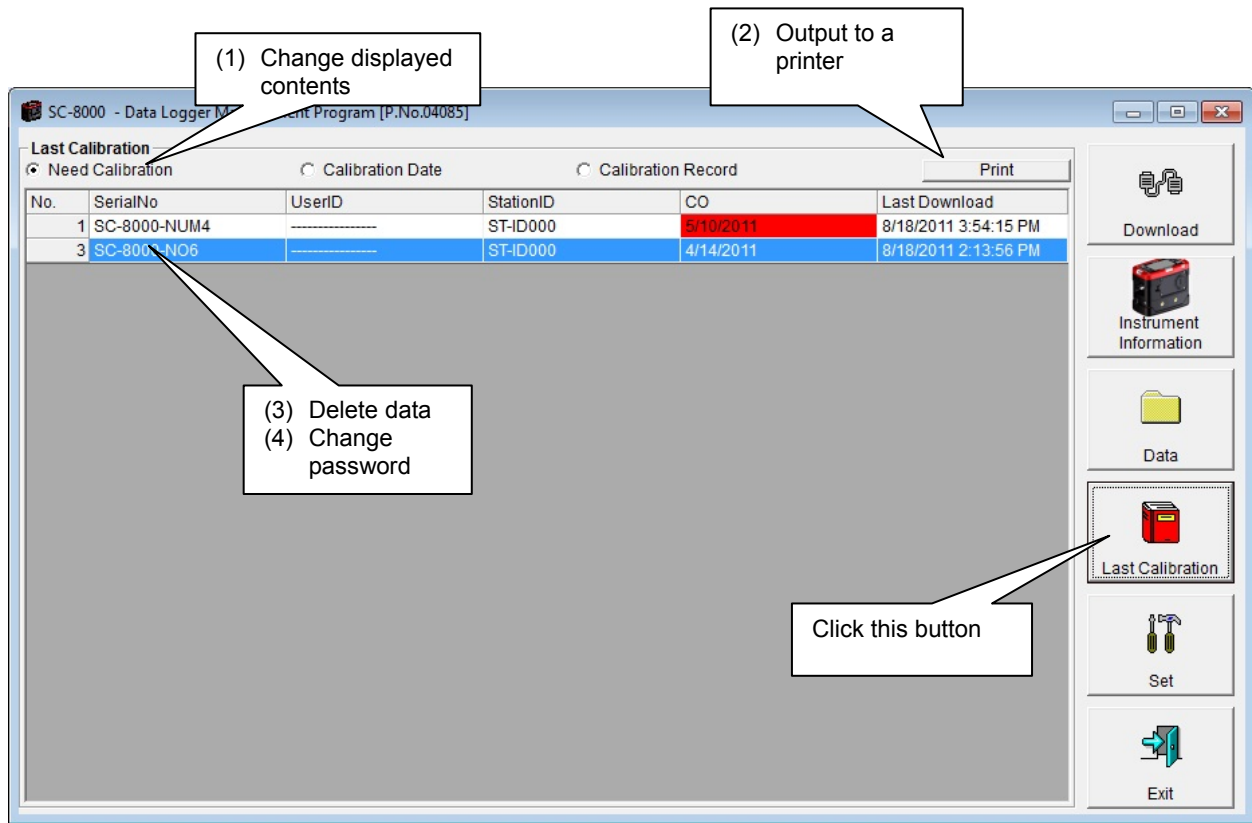 (1) Change displayed
contents
(2) Output to a
printer
SC-8000 - Data Logger M ent Program [P.No.04085]
Last Calibration
Need Calibration Calibration Date Calibration Record Print
No. SerialNo UserID StationID CO Last Download
1 SC-8000-NUM4 ---------------- ST-ID000 5/10/2011 8/18/2011 3:54:15 PM
3 SC-8000-NO6 ---------------- ST-ID000 4/14/2011 8/18/2011 2:13:56 PM
(3) Delete data
(4) Change
password
Click this button
Download
Instrument
Information
Data
Last Calibration
Set
Exit